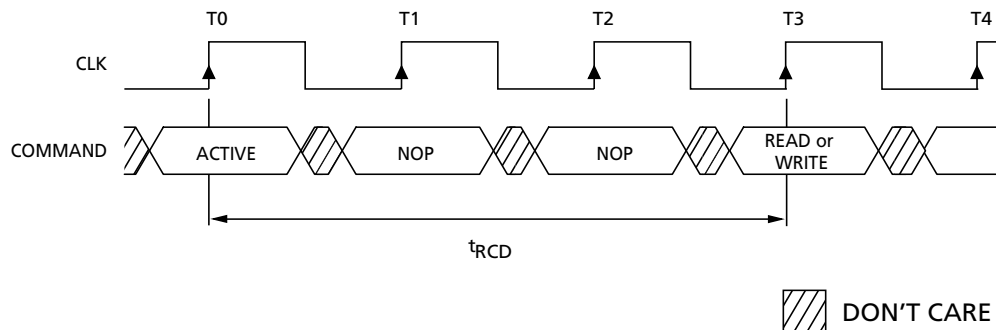 T0 T1 T2 T3 T4
CLK
COMMAND ACTIVE NOP NOP READ or
WRITE
tRCD
DON'T CARE